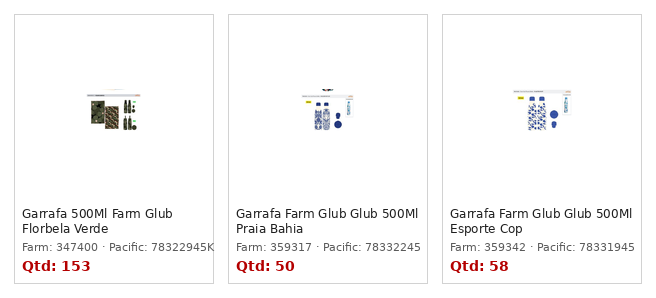 Garrafa 500Ml Farm Glub
Florbela Verde
Farm: 347400 · Pacific: 78322945K
Qtd: 153
Garrafa Farm Glub Glub 500Ml
Praia Bahia
Farm: 359317 · Pacific: 78332245
Qtd: 50
Garrafa Farm Glub Glub 500Ml
Esporte Cop
Farm: 359342 · Pacific: 78331945
Qtd: 58